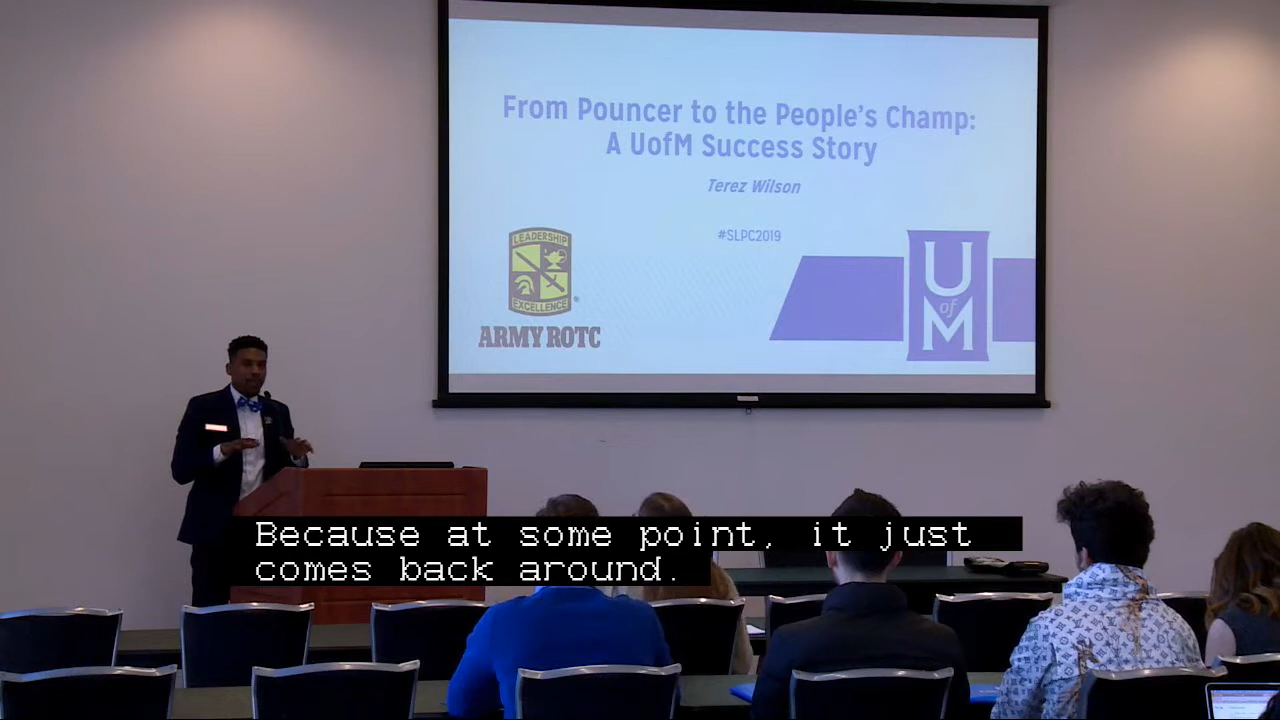 From Pouncer to the People's Champ:
A UofM Success Story
Terez Wilson
#SLPC2019
LEADERSHIP
EXCELLENCE
ARMY ROTC
U
of
M
Because at some point, it just
comes back around.